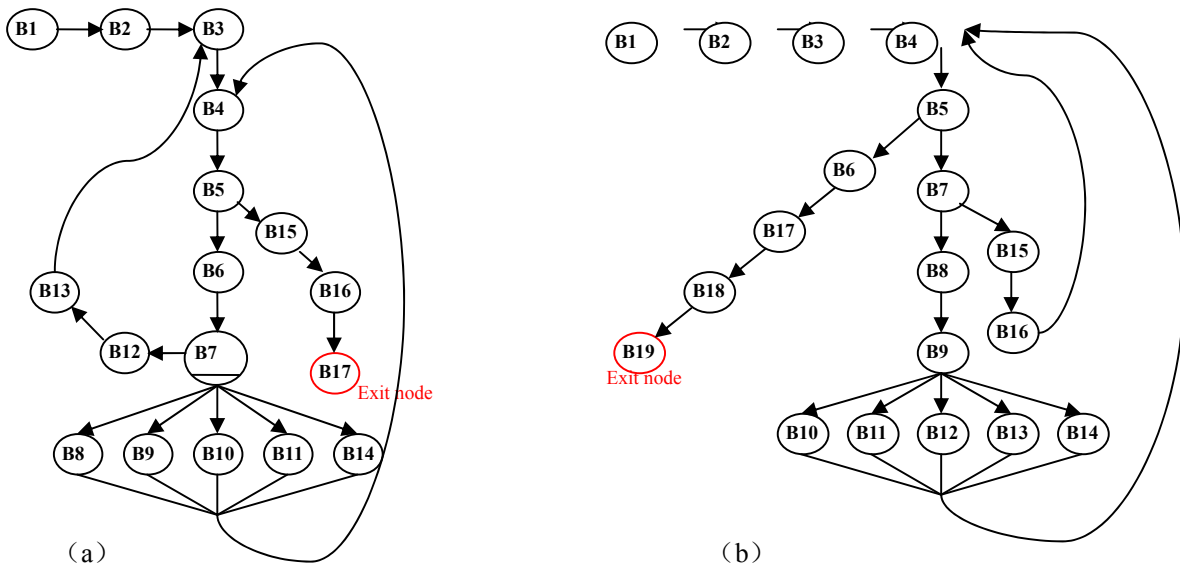 B1 B2 B3
B4
B5
B15
B6
B13
B16
B12
B7
B17
Exit node
B8 B9 B10 B11 B14
（a）
B1 B2 B3 B4
B5
B6
B7
B17
B15
B8
B18
B16
B19
B9
Exit node
B10 B11 B12 B13 B14
（b）